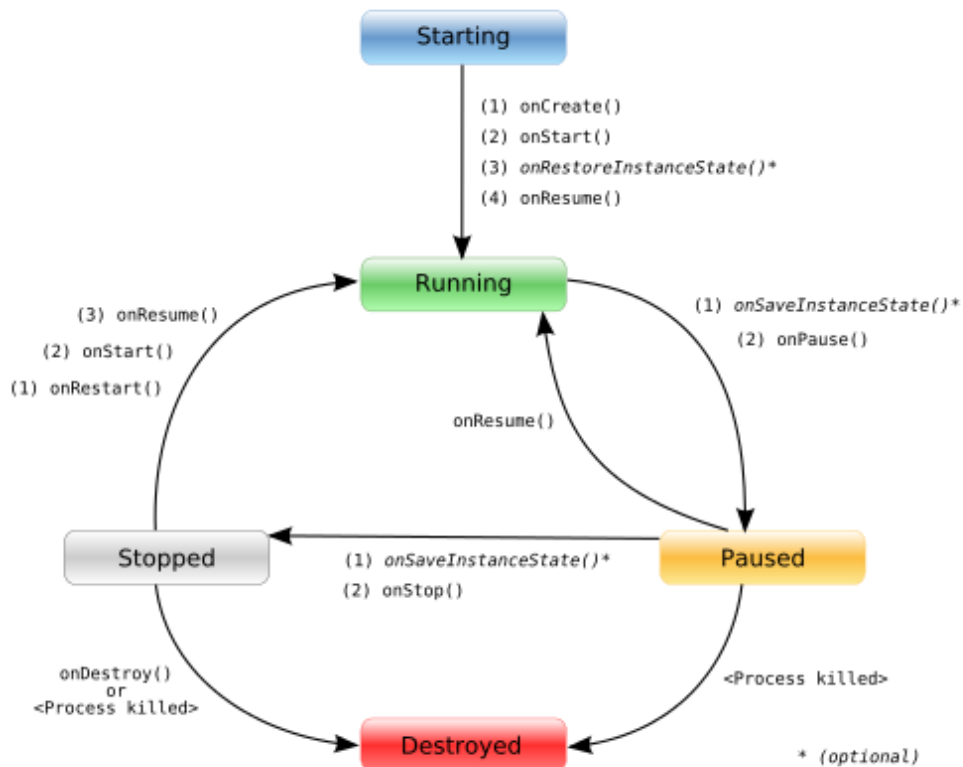 Starting
(1) onCreate()
(2) onStart()
(3) onRestoreInstanceState()*
(4) onResume()
Running
(3) onResume()
(2) onStart()
(1) onRestart()
(1) onSaveInstanceState()*
(2) onPause()
onResume()
Stopped
(1) onSaveInstanceState()*
(2) onStop()
Paused
onDestroy()
or
<Process killed>
<Process killed>
Destroyed
* (optional)